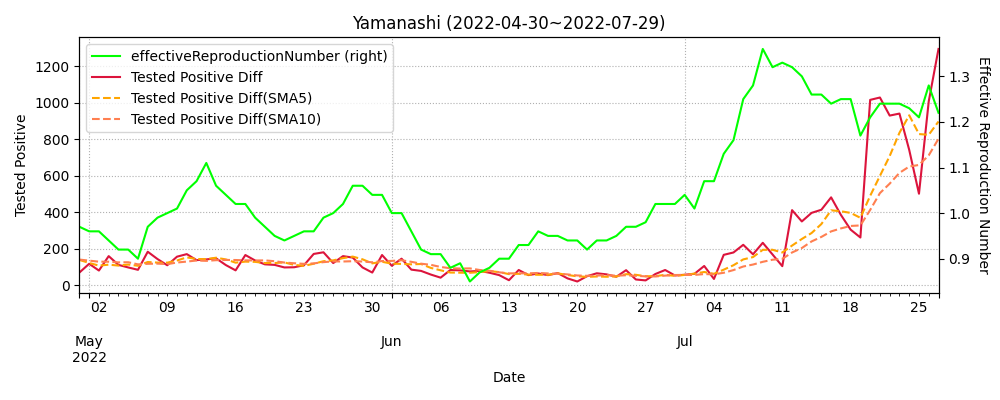 Yamanashi (2022-04-30~2022-07-29)
effectiveReproductionNumber (right)
Tested Positive Diff
Tested Positive Diff(SMA5)
Tested Positive Diff(SMA10)
Tested Positive
1200
1000
800
600
400
200
0
Effective Reproduction Number
1.3
1.2
1.1
1.0
0.9
02 09 16 23 30 06 13 20 27 04 11 18 25
May Jun Jul
2022
Date